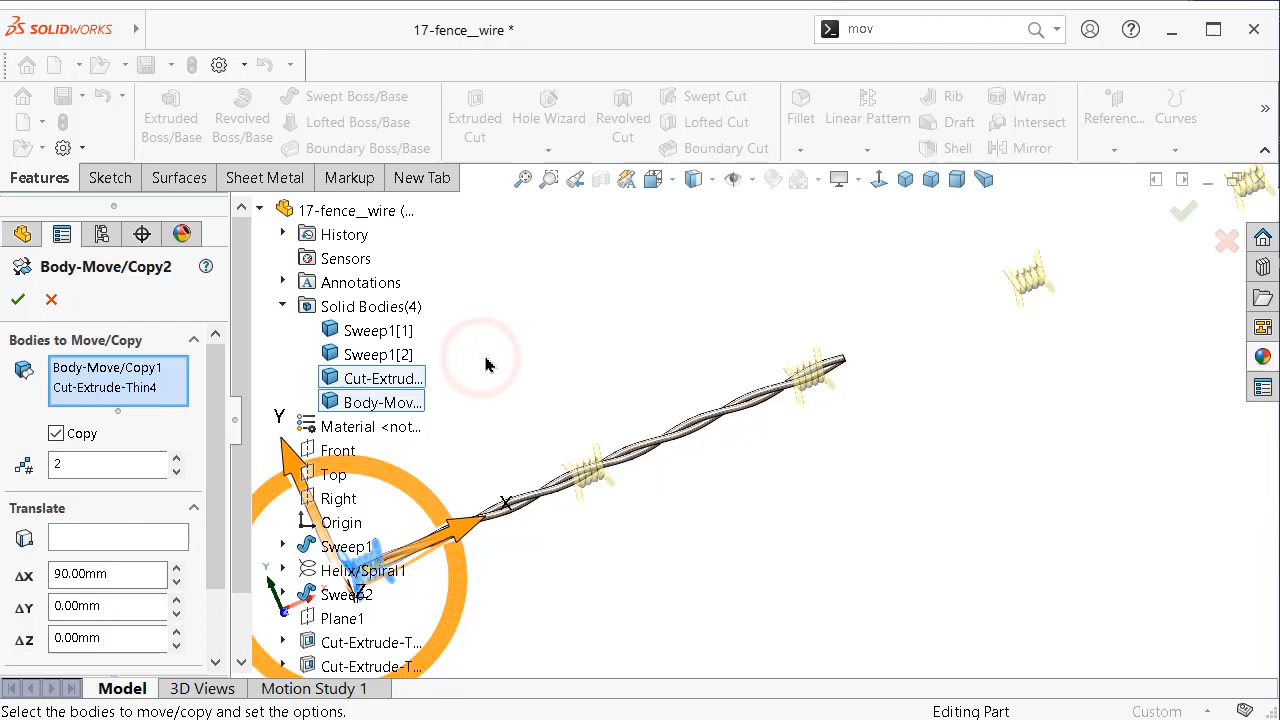 SOLIDWORKS
17-fence__wire *
mov
Extruded Boss/Base
Revolved Boss/Base
Swept Boss/Base
Lofted Boss/Base
Boundary Boss/Base
Extruded Cut
Hole Wizard
Revolved Cut
Swept Cut
Lofted Cut
Boundary Cut
Fillet
Linear Pattern
Rib
Draft
Shell
Wrap
Intersect
Mirror
Referenc...
Curves
Features
Sketch
Surfaces
Sheet Metal
Markup
New Tab
Body-Move/Copy2
Bodies to Move/Copy
Body-Move/Copy1
Cut-Extrude-Thin4
Copy
2
Translate
ΔX 90.00mm
ΔY 0.00mm
ΔZ 0.00mm
17-fence__wire (...
History
Sensors
Annotations
Solid Bodies(4)
Sweep1[1]
Sweep1[2]
Cut-Extrud...
Body-Mov...
Material <not...
Front
Top
Right
Origin
Sweep1
Helix/Spiral1
Sweep2
Plane1
Cut-Extrude-T...
Cut-Extrude-T...
Y
X
Z
Y
X
Model
3D Views
Motion Study 1
Select the bodies to move/copy and set the options.
Editing Part
Custom